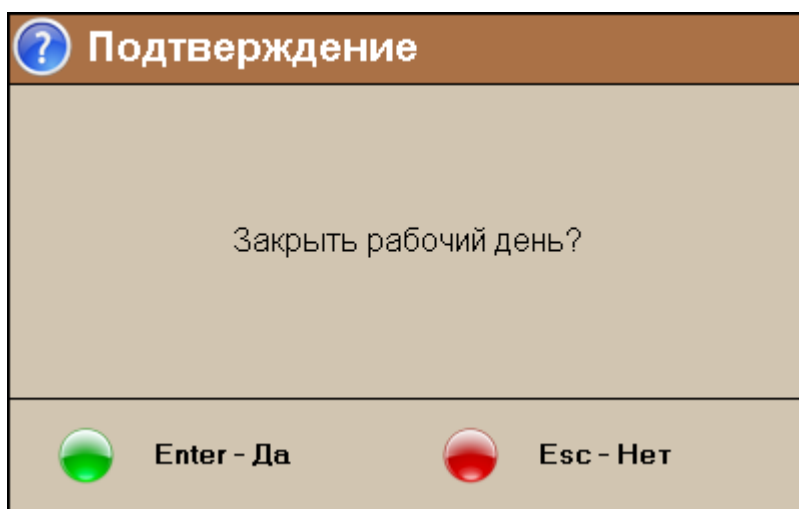 Подтверждение
Закрыть рабочий день?
Enter - Да
Esc - Нет